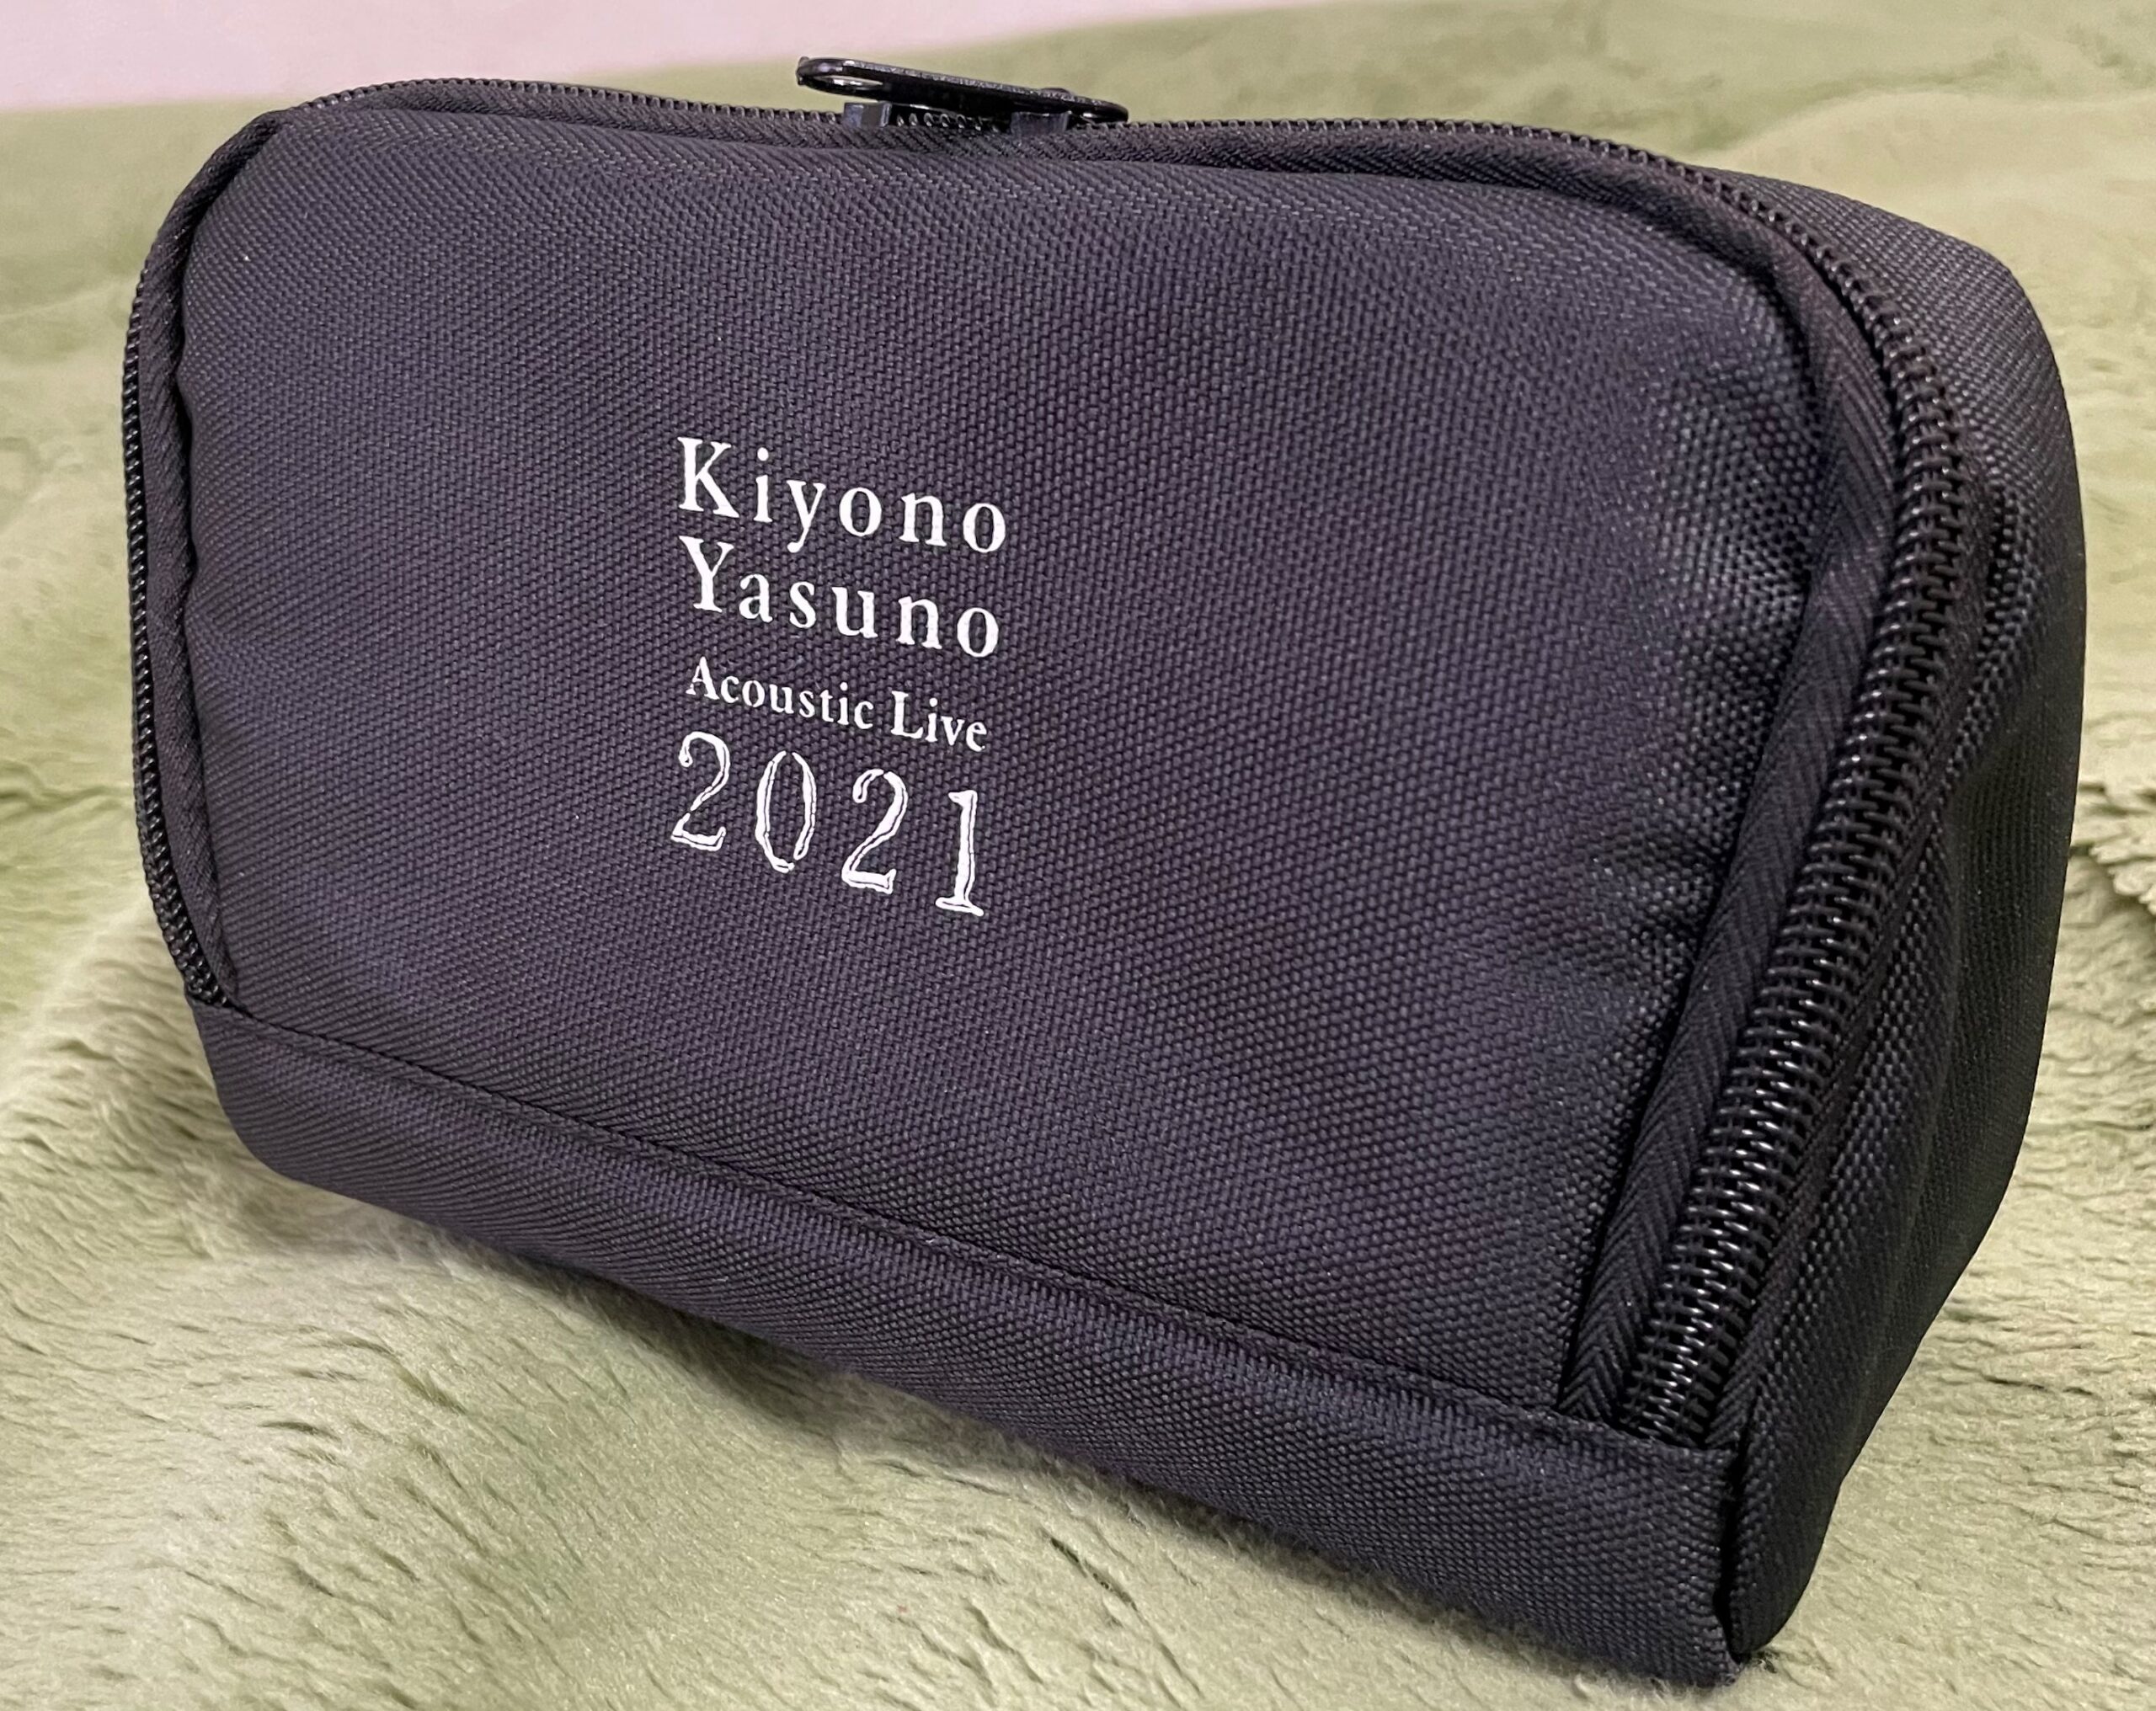 Kiyono
Yasuno
Acoustic Live
2021